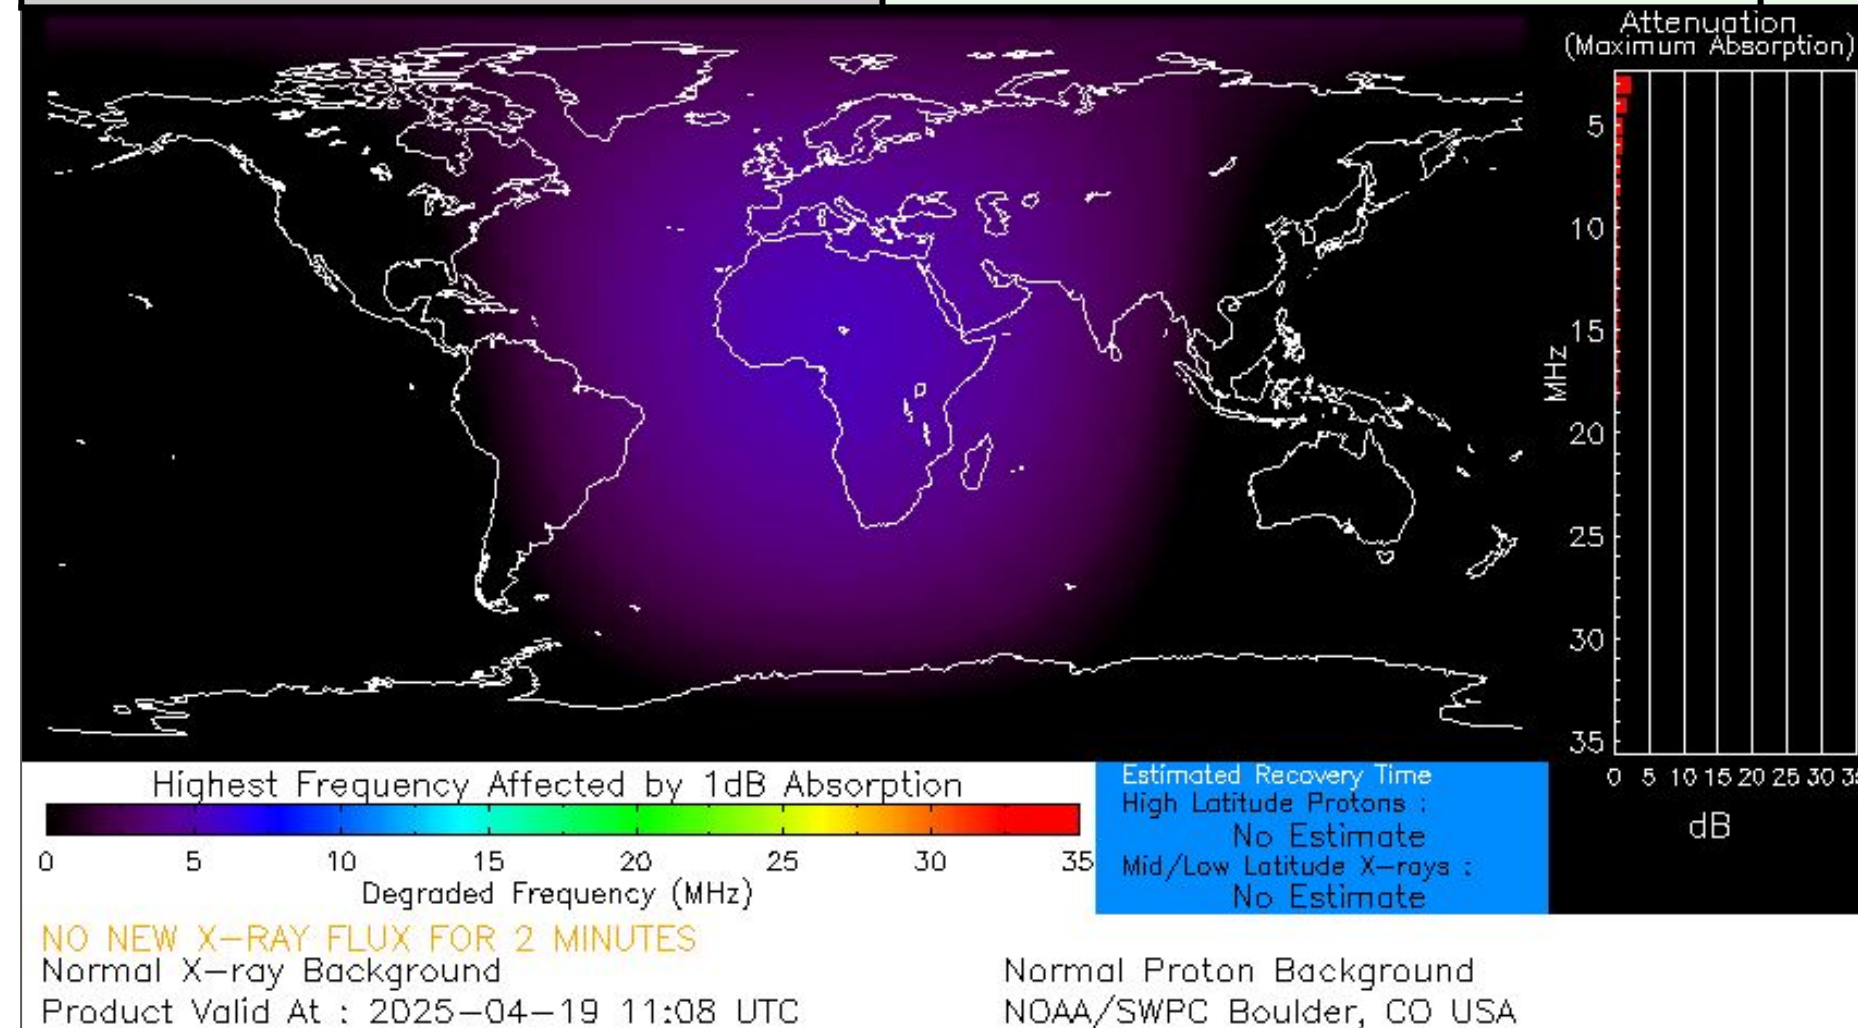 Attenuation
(Maximum Absorption)
5
10
15
20
25
30
35
MHz
0 5 10 15 20 25 30
dB
Highest Frequency Affected by 1dB Absorption
0 5 10 15 20 25 30 35
Degraded Frequency (MHz)
Estimated Recovery Time
High Latitude Protons :
No Estimate
Mid/Low Latitude X-rays :
No Estimate
NO NEW X-RAY FLUX FOR 2 MINUTES
Normal X-ray Background
Normal Proton Background
Product Valid At : 2025-04-19 11:08 UTC
NOAA/SWPC Boulder, CO USA